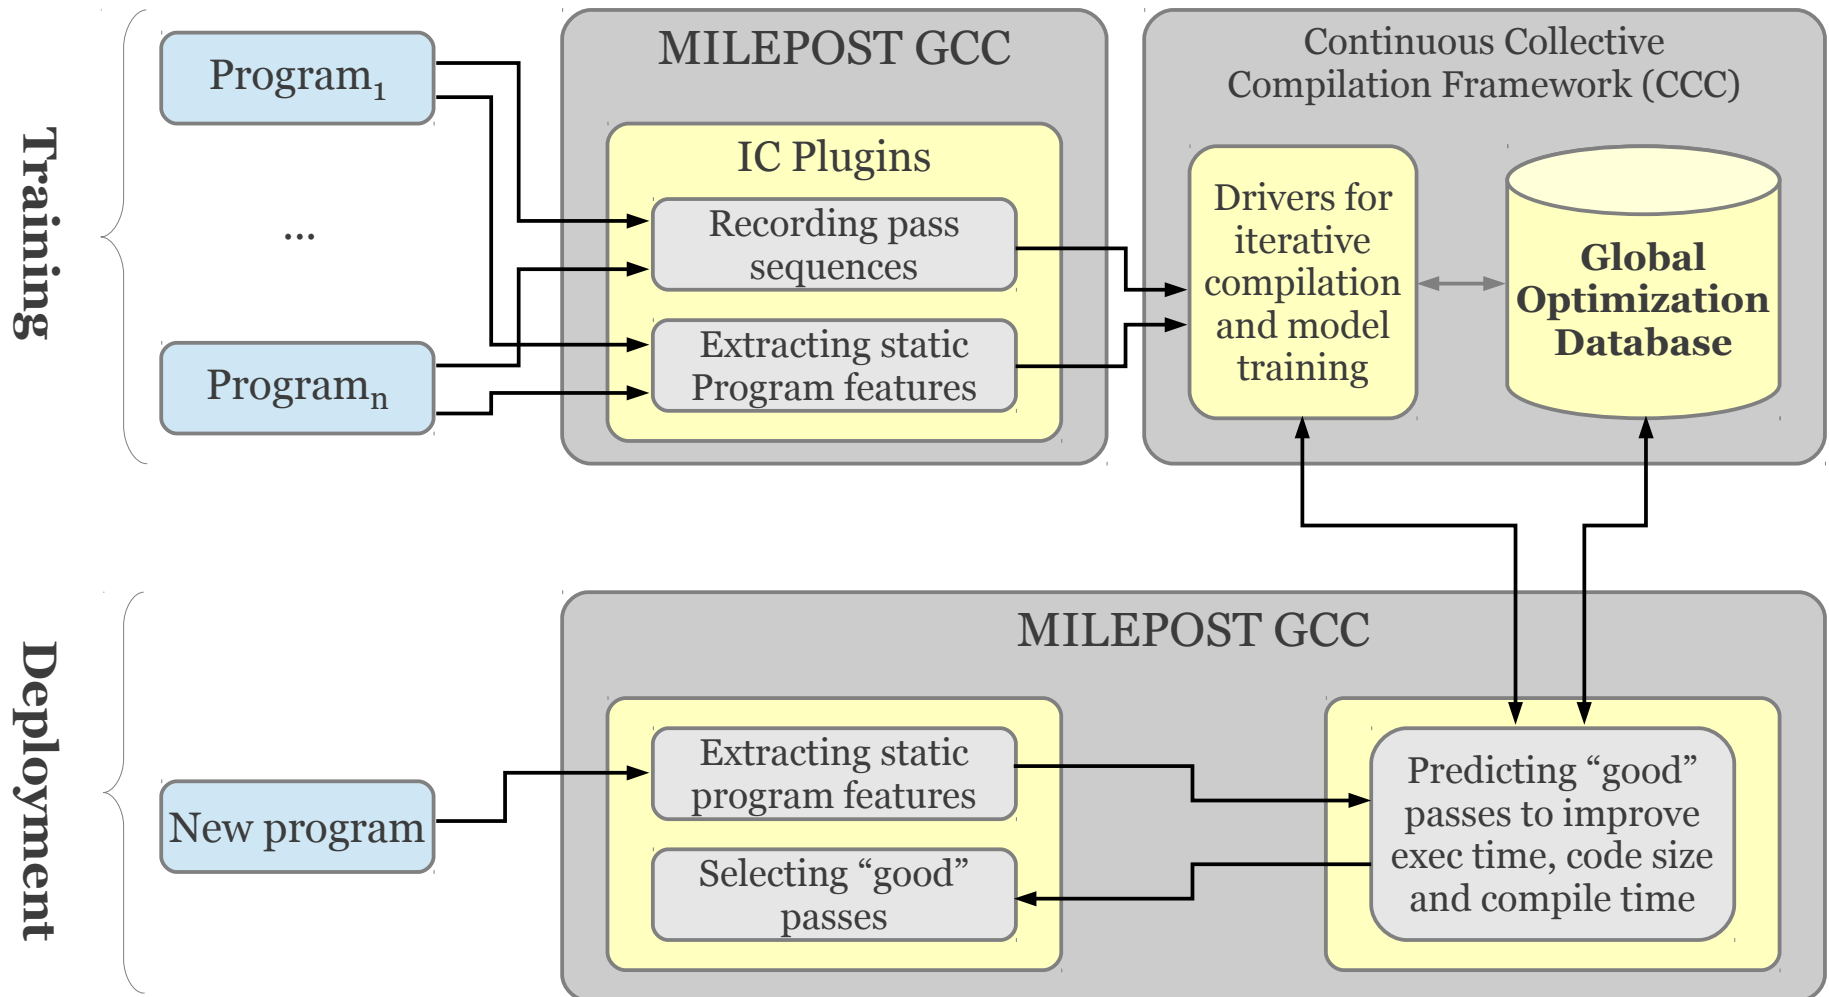 Training
Program₁
...
Programₙ
MILEPOST GCC
IC Plugins
Recording pass
sequences
Extracting static
Program features
Continuous Collective
Compilation Framework (CCC)
Drivers for
iterative
compilation
and model
training
Global
Optimization
Database
Deployment
New program
MILEPOST GCC
Extracting static
program features
Selecting “good”
passes
Predicting “good”
passes to improve
exec time, code size
and compile time